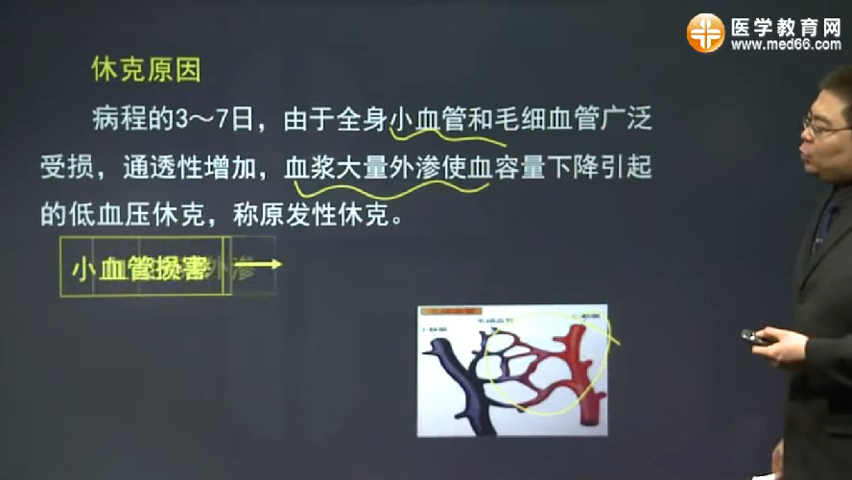 医学教育网
www.med66.com
休克原因
病程的3～7日，由于全身小血管和毛细血管广泛
受损，通透性增加，血浆大量外渗使血容量下降引起
的低血压休克，称原发性休克。
小血管损害